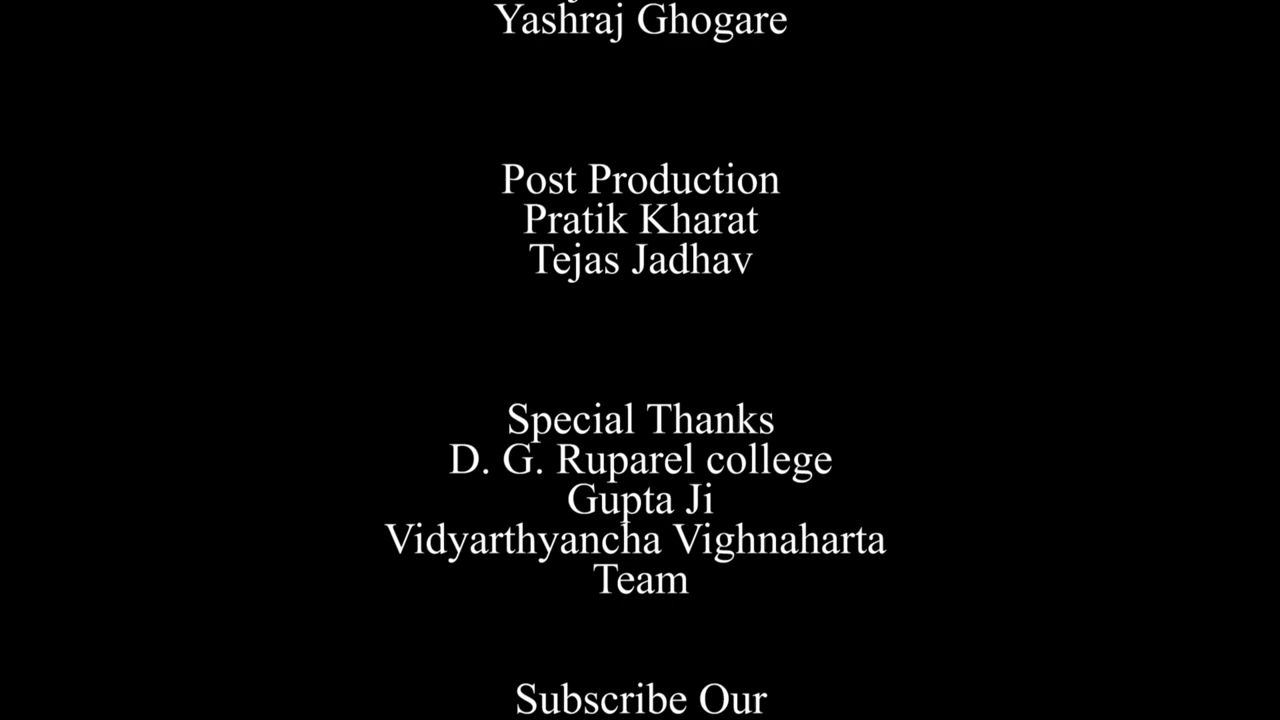 Yashraj Ghogare
Post Production
Pratik Kharat
Tejas Jadhav
Special Thanks
D. G. Ruparel college
Gupta Ji
Vidyarthyancha Vighnaharta
Team
Subscribe Our